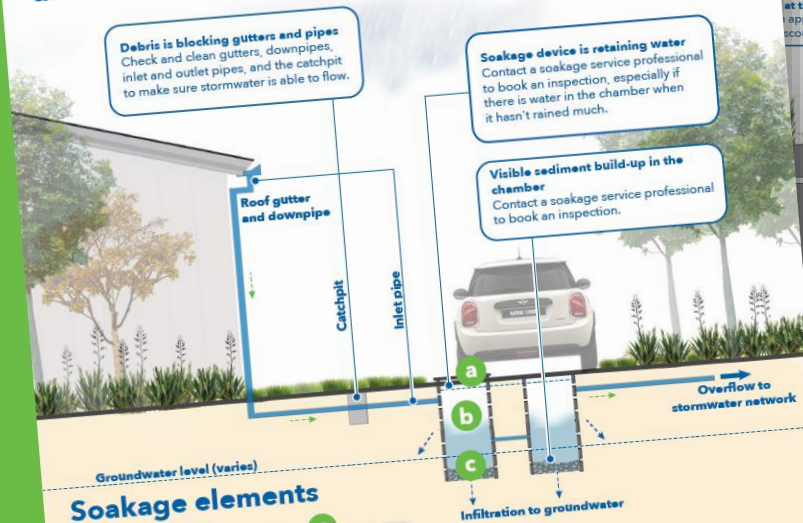 Debris is blocking gutters and pipes
Check and clean gutters, downpipes,
inlet and outlet pipes, and the catchpit
to make sure stormwater is able to flow.
Soakage device is retaining water
Contact a soakage service professional
to book an inspection, especially if
there is water in the chamber when
it hasn't rained much.
Visible sediment build-up in the
chamber
Contact a soakage service professional
to book an inspection.
Roof gutter
and downpipe
Catchpit
Inlet pipe
MINI ONE
a
b
c
Overflow to
stormwater network
Groundwater level (varies)
Soakage elements
Infiltration to groundwater
at t